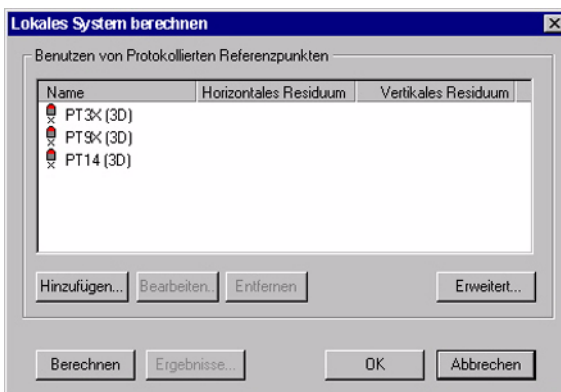 Lokales System berechnen
Benutzen von Protokollierten Referenzpunkten
Name Horizontales Residuum Vertikales Residuum
PT3X (3D)
PT9X (3D)
PT14 (3D)
Hinzufügen... Bearbeiten.. Entfernen Erweitert...
Berechnen Ergebnisse... OK Abbrechen